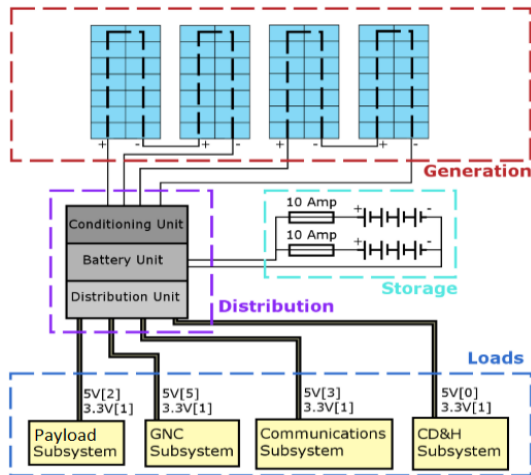 + - + - + - + -
Generation
Conditioning Unit
Battery Unit
Distribution Unit
Distribution
10 Amp
+ -
10 Amp
+ -
Storage
Loads
5V[2]
3.3V[1]
5V[5]
3.3V[1]
5V[3]
3.3V[1]
5V[0]
3.3V[1]
Payload
Subsystem
GNC
Subsystem
Communications
Subsystem
CD&H
Subsystem